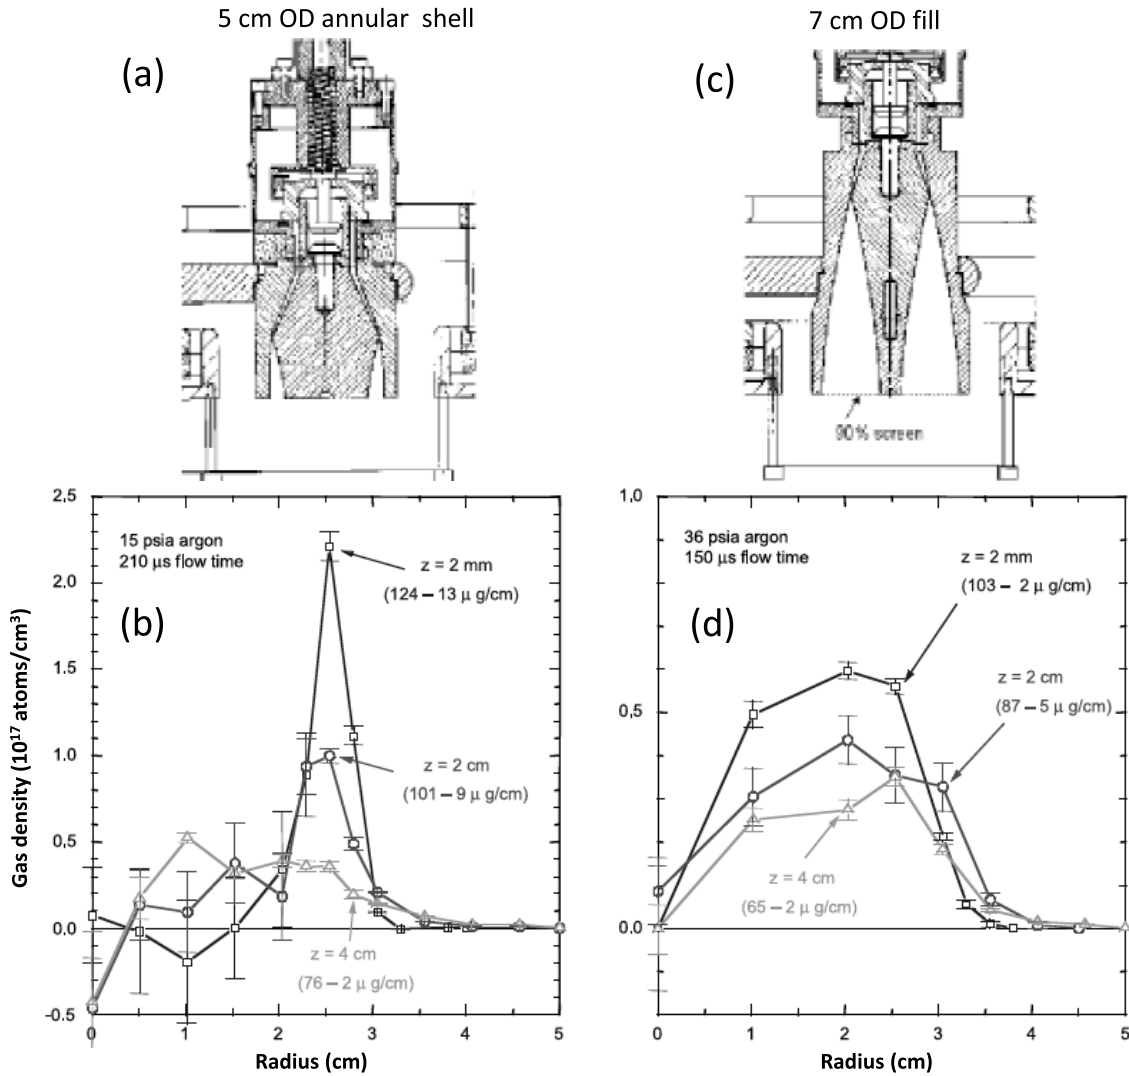 5 cm OD annular shell
7 cm OD fill
(a)
(c)
90% screen
2,5
2.0
1.5
1.0
0.5
0.0
-0.5
15 psia argon
210 μs flow time
(b)
z = 2 mm
(124 – 13 μ g/cm)
z = 2 cm
(101 – 9 μ g/cm)
z = 4 cm
(76 – 2 μ g/cm)
0
1
2
3
4
5
Radius (cm)
Gas density (10¹⁷ atoms/cm³)
1,0
0,5
0.0
36 psia argon
150 μs flow time
(d)
z = 2 mm
(103 – 2 μ g/cm)
z = 2 cm
(87 – 5 μ g/cm)
z = 4 cm
(65 – 2 μ g/cm)
0
1
2
3
4
5
Radius (cm)